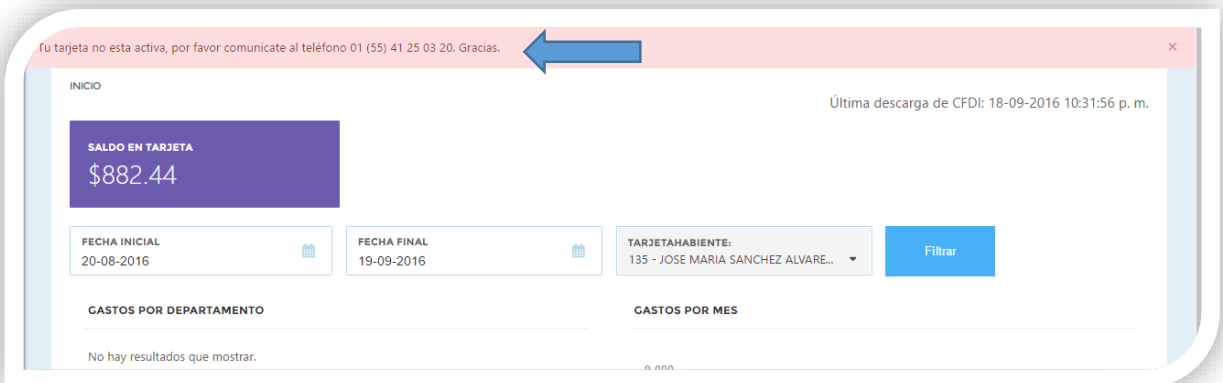 Tu tarjeta no esta activa, por favor comunicate al teléfono 01 (55) 41 25 03 20. Gracias.
INICIO
Última descarga de CFDI: 18-09-2016 10:31:56 p. m.
SALDO EN TARJETA
$882.44
FECHA INICIAL
20-08-2016
FECHA FINAL
19-09-2016
TARJETAHABIENTE:
135 - JOSE MARIA SANCHEZ ALVARE...
Filtrar
GASTOS POR DEPARTAMENTO
GASTOS POR MES
No hay resultados que mostrar.